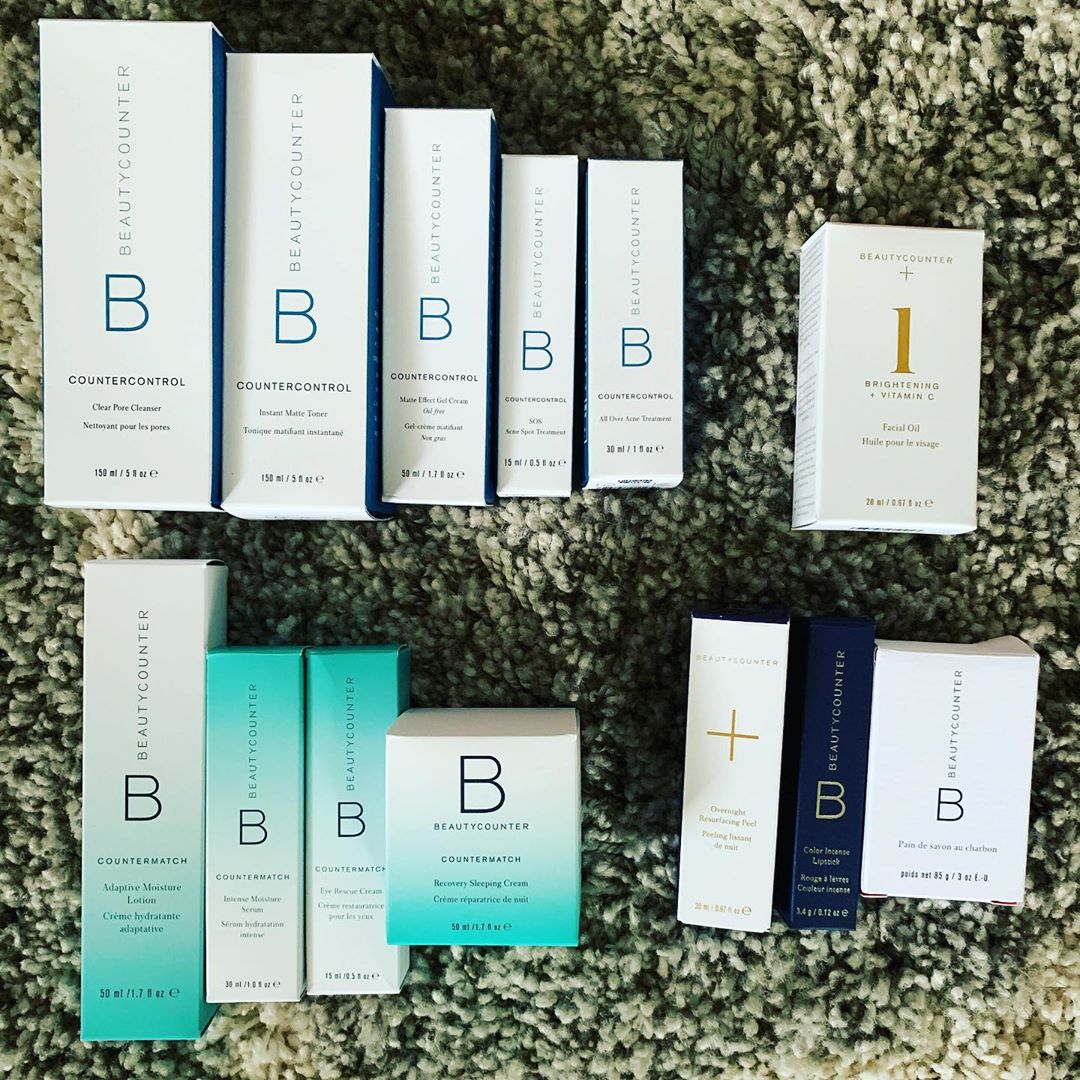 BEAUTYCOUNTER
B
COUNTERCONTROL
Clear Pore Cleanser
Nettoyant pour les pores
150 ml / 5 fl oz ℮
BEAUTYCOUNTER
B
COUNTERCONTROL
Instant Matte Toner
Tonique matifiant instantané
150 ml / 5 fl oz ℮
BEAUTYCOUNTER
B
COUNTERCONTROL
Matte Effect Gel Cream
Oil-free
Gel-crème matifiant
Non gras
50 ml / 1.7 fl oz ℮
BEAUTYCOUNTER
B
COUNTERCONTROL
SOS
Acne Spot Treatment
15 ml / 0.5 fl oz ℮
BEAUTYCOUNTER
B
COUNTERCONTROL
All Over Acne Treatment
30 ml / 1 fl oz ℮
BEAUTYCOUNTER
+
1
BRIGHTENING
+ VITAMIN C
Facial Oil
Huile pour le visage
20 ml / 0.67 fl oz ℮
BEAUTYCOUNTER
B
COUNTERMATCH
Adaptive Moisture
Lotion
Crème hydratante
adaptative
50 ml /1.7 fl oz ℮
BEAUTYCOUNTER
B
COUNTERMATCH
Intense Moisture
Serum
Sérum hydratation
intense
30 ml /1.0 fl oz ℮
BEAUTYCOUNTER
B
COUNTERMATCH
Eye Rescue Cream
Crème restauratrice
pour les yeux
15 ml /0.5 fl oz ℮
B
BEAUTYCOUNTER
COUNTERMATCH
Recovery Sleeping Cream
Crème réparatrice de nuit
50 ml /1.7 fl oz ℮
BEAUTYCOUNTER
+
Overnight
Resurfacing Peel
Peeling lissant
de nuit
20 ml / 0.67 fl oz ℮
BEAUTYCOUNTER
B
Color Intense
Lipstick
Rouge à lèvres
Couleur intense
3.4 g / 0.12 oz ℮
BEAUTYCOUNTER
B
Pain de savon au charbon
poids net 85 g / 3 oz É.-U.